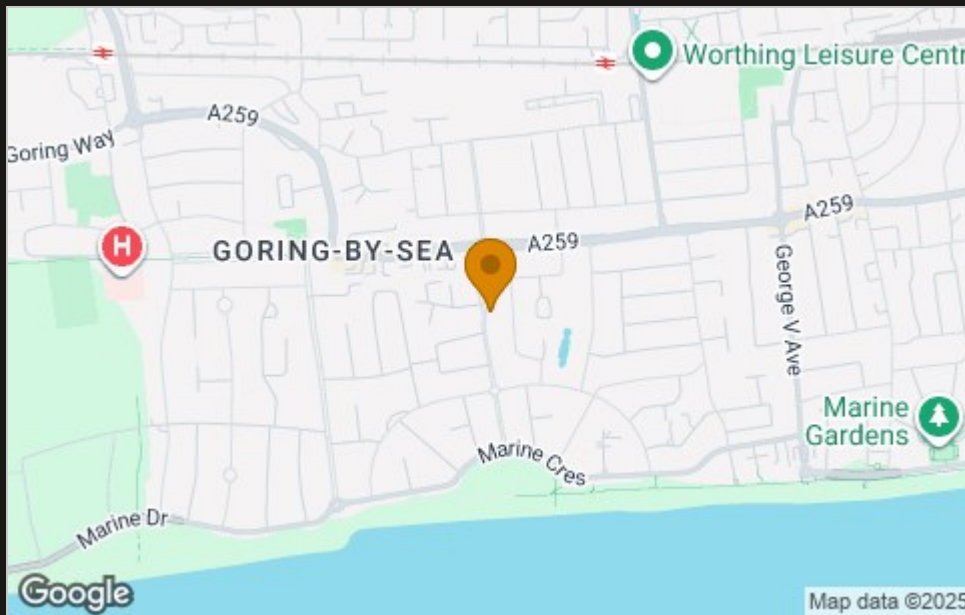 Worthing Leisure Centr
A259
Goring Way
A259
H
GORING-BY-SEA
A259
George V Ave
Marine
Gardens
Marine Cres
Marine Dr
Google
Map data ©2025